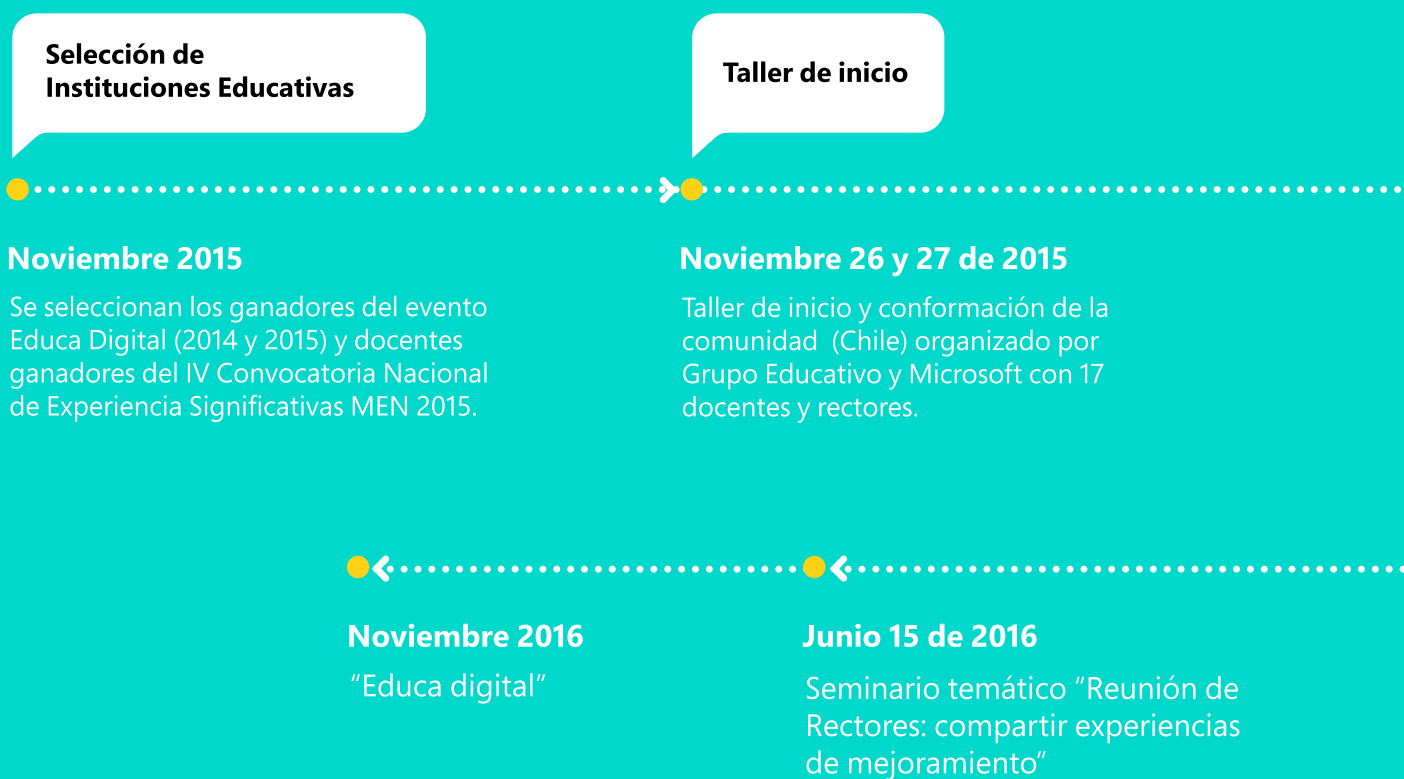 Selección de
Instituciones Educativas
Taller de inicio
Noviembre 2015
Se seleccionan los ganadores del evento
Educa Digital (2014 y 2015) y docentes
ganadores del IV Convocatoria Nacional
de Experiencia Significativas MEN 2015.
Noviembre 26 y 27 de 2015
Taller de inicio y conformación de la
comunidad (Chile) organizado por
Grupo Educativo y Microsoft con 17
docentes y rectores.
Noviembre 2016
“Educa digital”
Junio 15 de 2016
Seminario temático “Reunión de
Rectores: compartir experiencias
de mejoramiento”